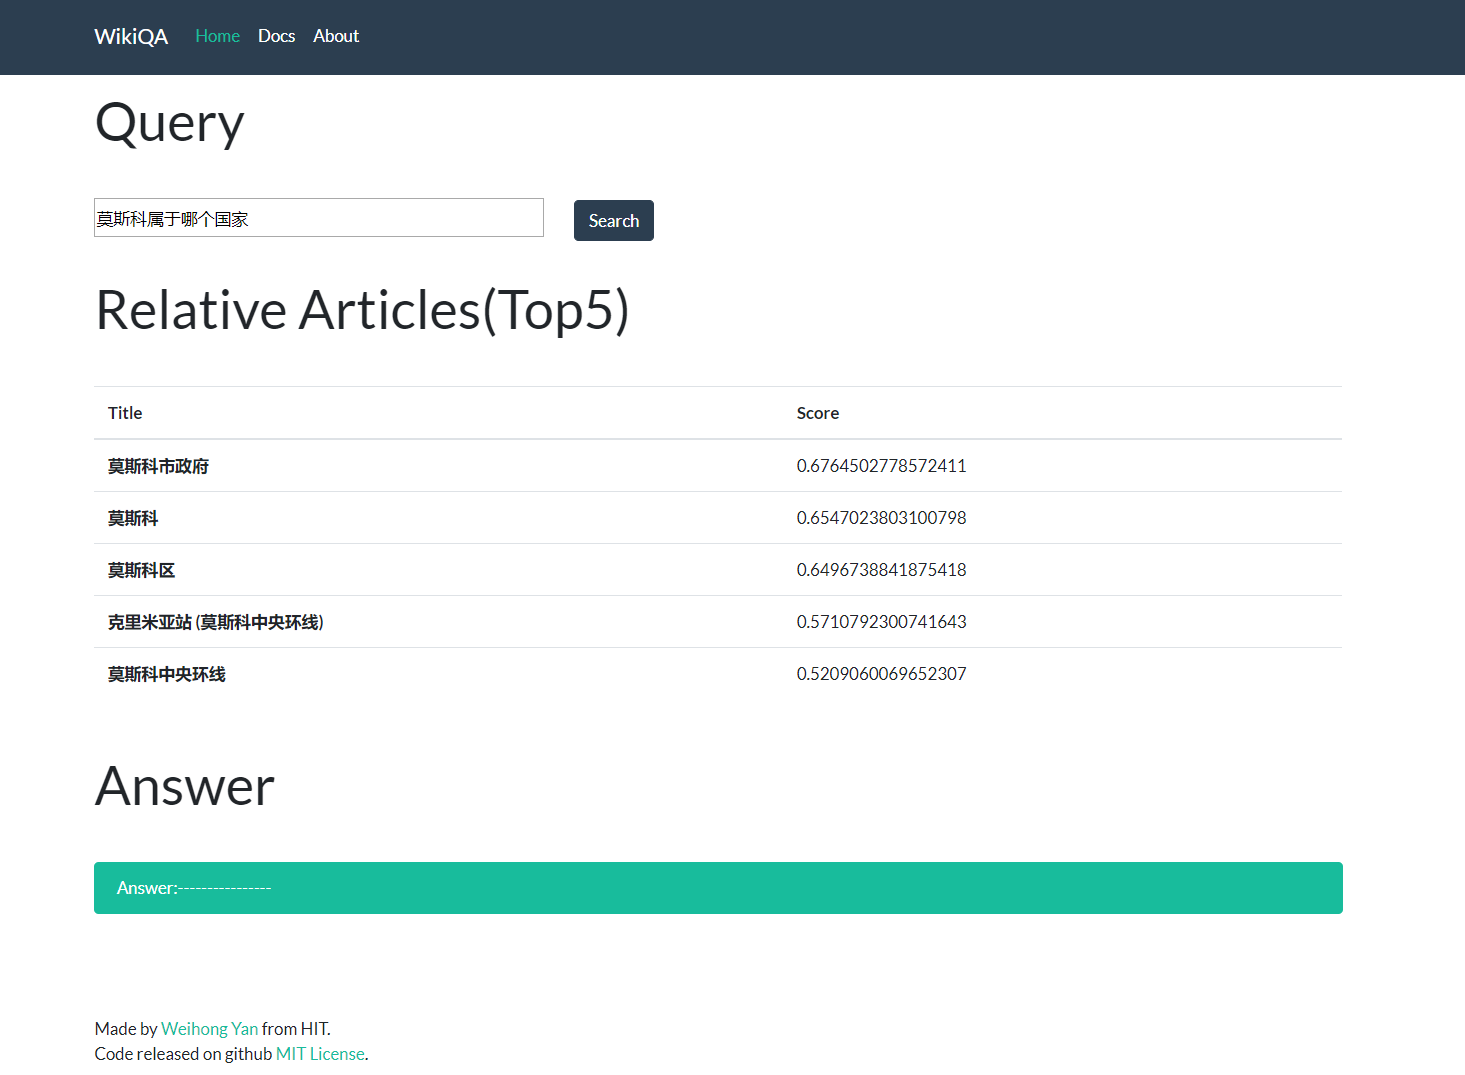 WikiQA Home Docs About
Query
莫斯科属于哪个国家 Search
Relative Articles(Top5)
Title Score
莫斯科市政府 0.6764502778572411
莫斯科 0.6547023803100798
莫斯科区 0.6496738841875418
克里米亚站 (莫斯科中央环线) 0.5710792300741643
莫斯科中央环线 0.5209060069652307
Answer
Answer:----------------
Made by Weihong Yan from HIT.
Code released on github MIT License.